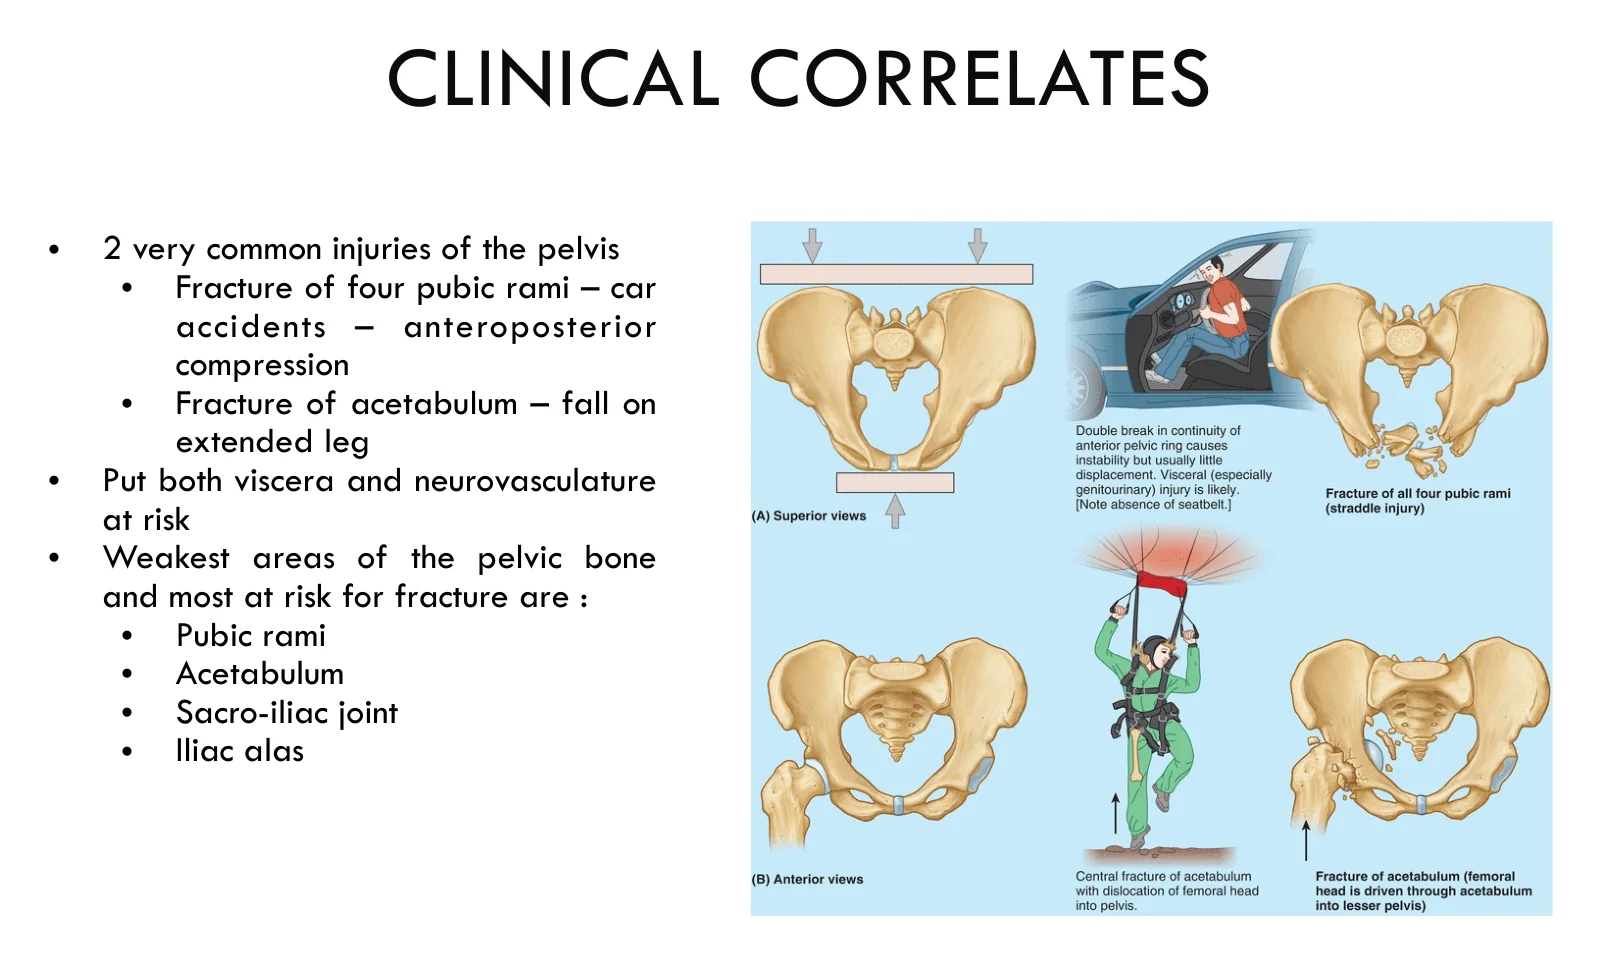 CLINICAL CORRELATES
• 2 very common injuries of the pelvis
• Fracture of four pubic rami – car
accidents – anteroposterior
compression
• Fracture of acetabulum – fall on
extended leg
• Put both viscera and neurovasculature
at risk
• Weakest areas of the pelvic bone
and most at risk for fracture are :
• Pubic rami
• Acetabulum
• Sacro-iliac joint
• Iliac alas
(A) Superior views
Double break in continuity of
anterior pelvic ring causes
instability but usually little
displacement. Visceral (especially
genitourinary) injury is likely.
[Note absence of seatbelt.]
Fracture of all four pubic rami
(straddle injury)
(B) Anterior views
Central fracture of acetabulum
with dislocation of femoral head
into pelvis.
Fracture of acetabulum (femoral
head is driven through acetabulum
into lesser pelvis)